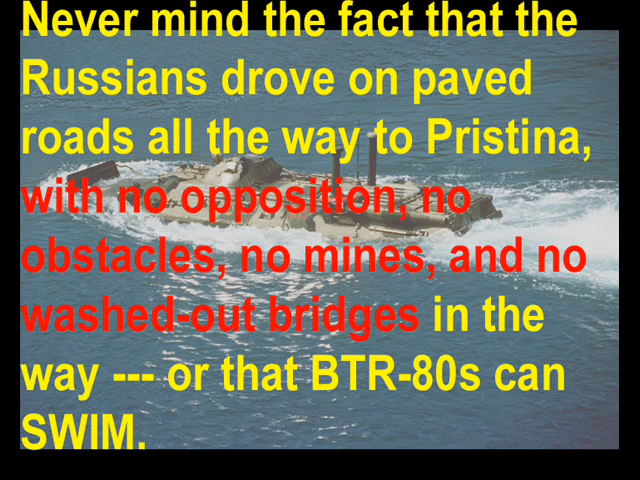 Never mind the fact that the
Russians drove on paved
roads all the way to Pristina,
with no opposition, no
obstacles, no mines, and no
washed-out bridges in the
way --- or that BTR-80s can
SWIM.